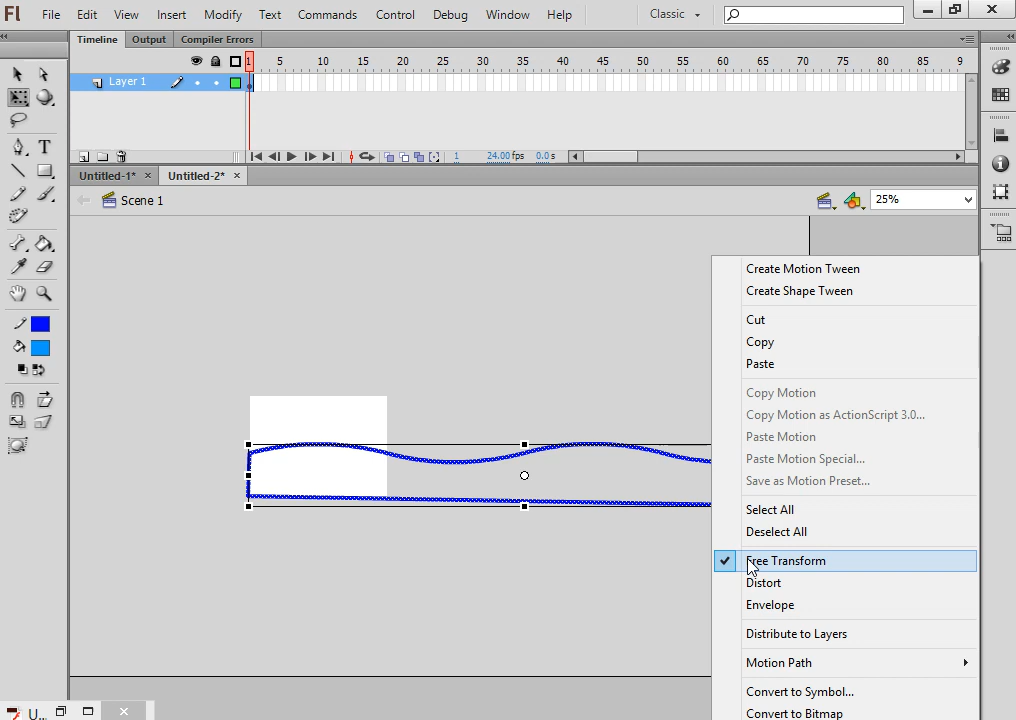 Fl File Edit View Insert Modify Text Commands Control Debug Window Help Classic
Timeline Output Compiler Errors
1 5 10 15 20 25 30 35 40 45 50 55 60 65 70 75 80 85 9
Layer 1
1 24.00 fps 0.0 s
Untitled-1* × Untitled-2* ×
Scene 1 25%
T
Create Motion Tween
Create Shape Tween
Cut
Copy
Paste
Copy Motion
Copy Motion as ActionScript 3.0...
Paste Motion
Paste Motion Special...
Save as Motion Preset...
Select All
Deselect All
Free Transform
Distort
Envelope
Distribute to Layers
Motion Path
Convert to Symbol...
Convert to Bitmap
U...